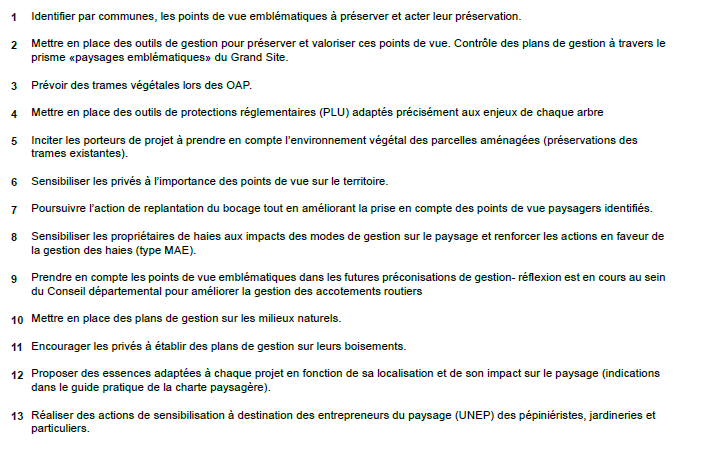 1 Identifier par communes, les points de vue emblématiques à préserver et acter leur préservation.
2 Mettre en place des outils de gestion pour préserver et valoriser ces points de vue. Contrôle des plans de gestion à travers le
prisme «paysages emblématiques» du Grand Site.
3 Prévoir des trames végétales lors des OAP.
4 Mettre en place des outils de protections réglementaires (PLU) adaptés précisément aux enjeux de chaque arbre
5 Inciter les porteurs de projet à prendre en compte l'environnement végétal des parcelles aménagées (préservations des
trames existantes).
6 Sensibiliser les privés à l'importance des points de vue sur le territoire.
7 Poursuivre l'action de replantation du bocage tout en améliorant la prise en compte des points de vue paysagers identifiés.
8 Sensibiliser les propriétaires de haies aux impacts des modes de gestion sur le paysage et renforcer les actions en faveur de
la gestion des haies (type MAE).
9 Prendre en compte les points de vue emblématiques dans les futures préconisations de gestion- réflexion est en cours au sein
du Conseil départemental pour améliorer la gestion des accotements routiers
10 Mettre en place des plans de gestion sur les milieux naturels.
11 Encourager les privés à établir des plans de gestion sur leurs boisements.
12 Proposer des essences adaptées à chaque projet en fonction de sa localisation et de son impact sur le paysage (indications
dans le guide pratique de la charte paysagère).
13 Réaliser des actions de sensibilisation à destination des entrepreneurs du paysage (UNEP) des pépiniéristes, jardineries et
particuliers.